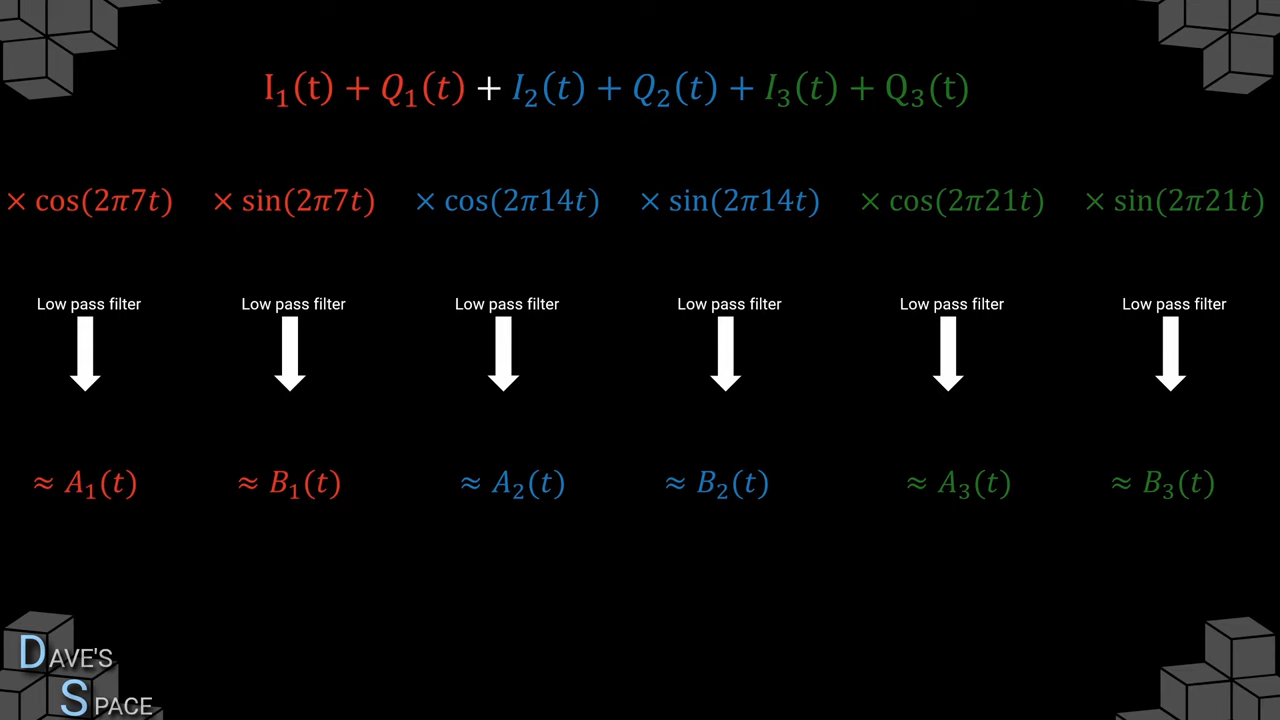 I₁(t) + Q₁(t) + I₂(t) + Q₂(t) + I₃(t) + Q₃(t)
× cos(2π7t) × sin(2π7t) × cos(2π14t) × sin(2π14t) × cos(2π21t) × sin(2π21t)
Low pass filter Low pass filter Low pass filter Low pass filter Low pass filter Low pass filter
≈ A₁(t) ≈ B₁(t) ≈ A₂(t) ≈ B₂(t) ≈ A₃(t) ≈ B₃(t)
DAVE'S
SPACE